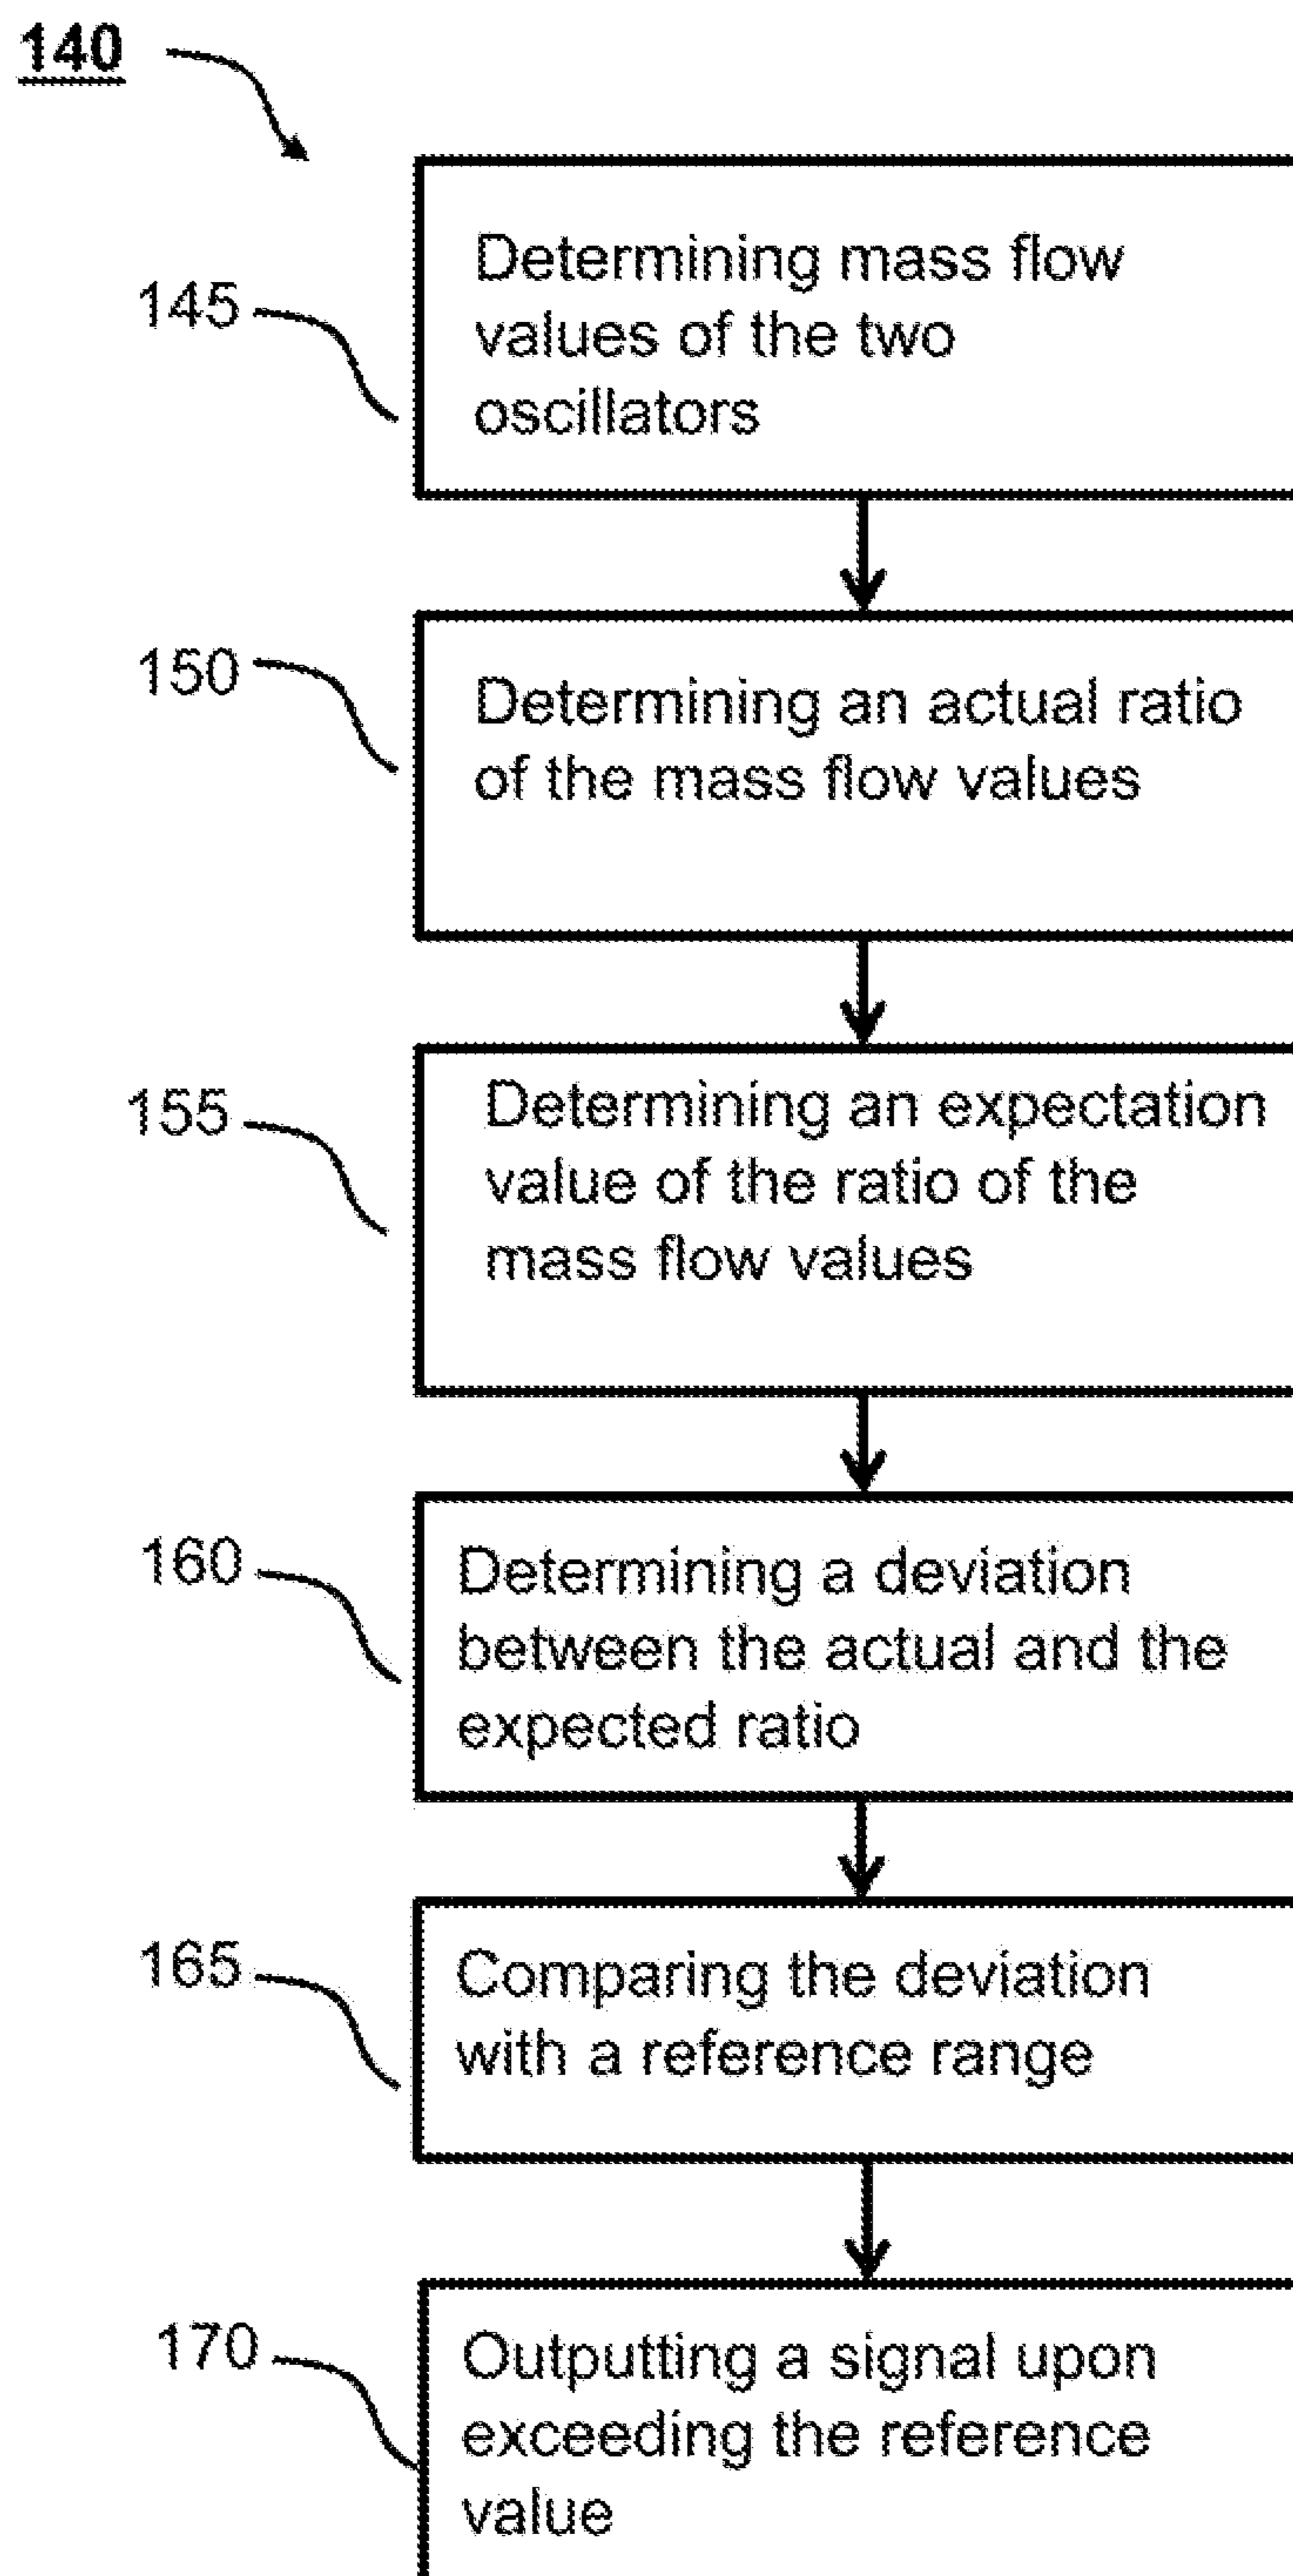 140
145
Determining mass flow
values of the two
oscillators
150
Determining an actual ratio
of the mass flow values
155
Determining an expectation
value of the ratio of the
mass flow values
160
Determining a deviation
between the actual and the
expected ratio
165
Comparing the deviation
with a reference range
170
Outputting a signal upon
exceeding the reference
value